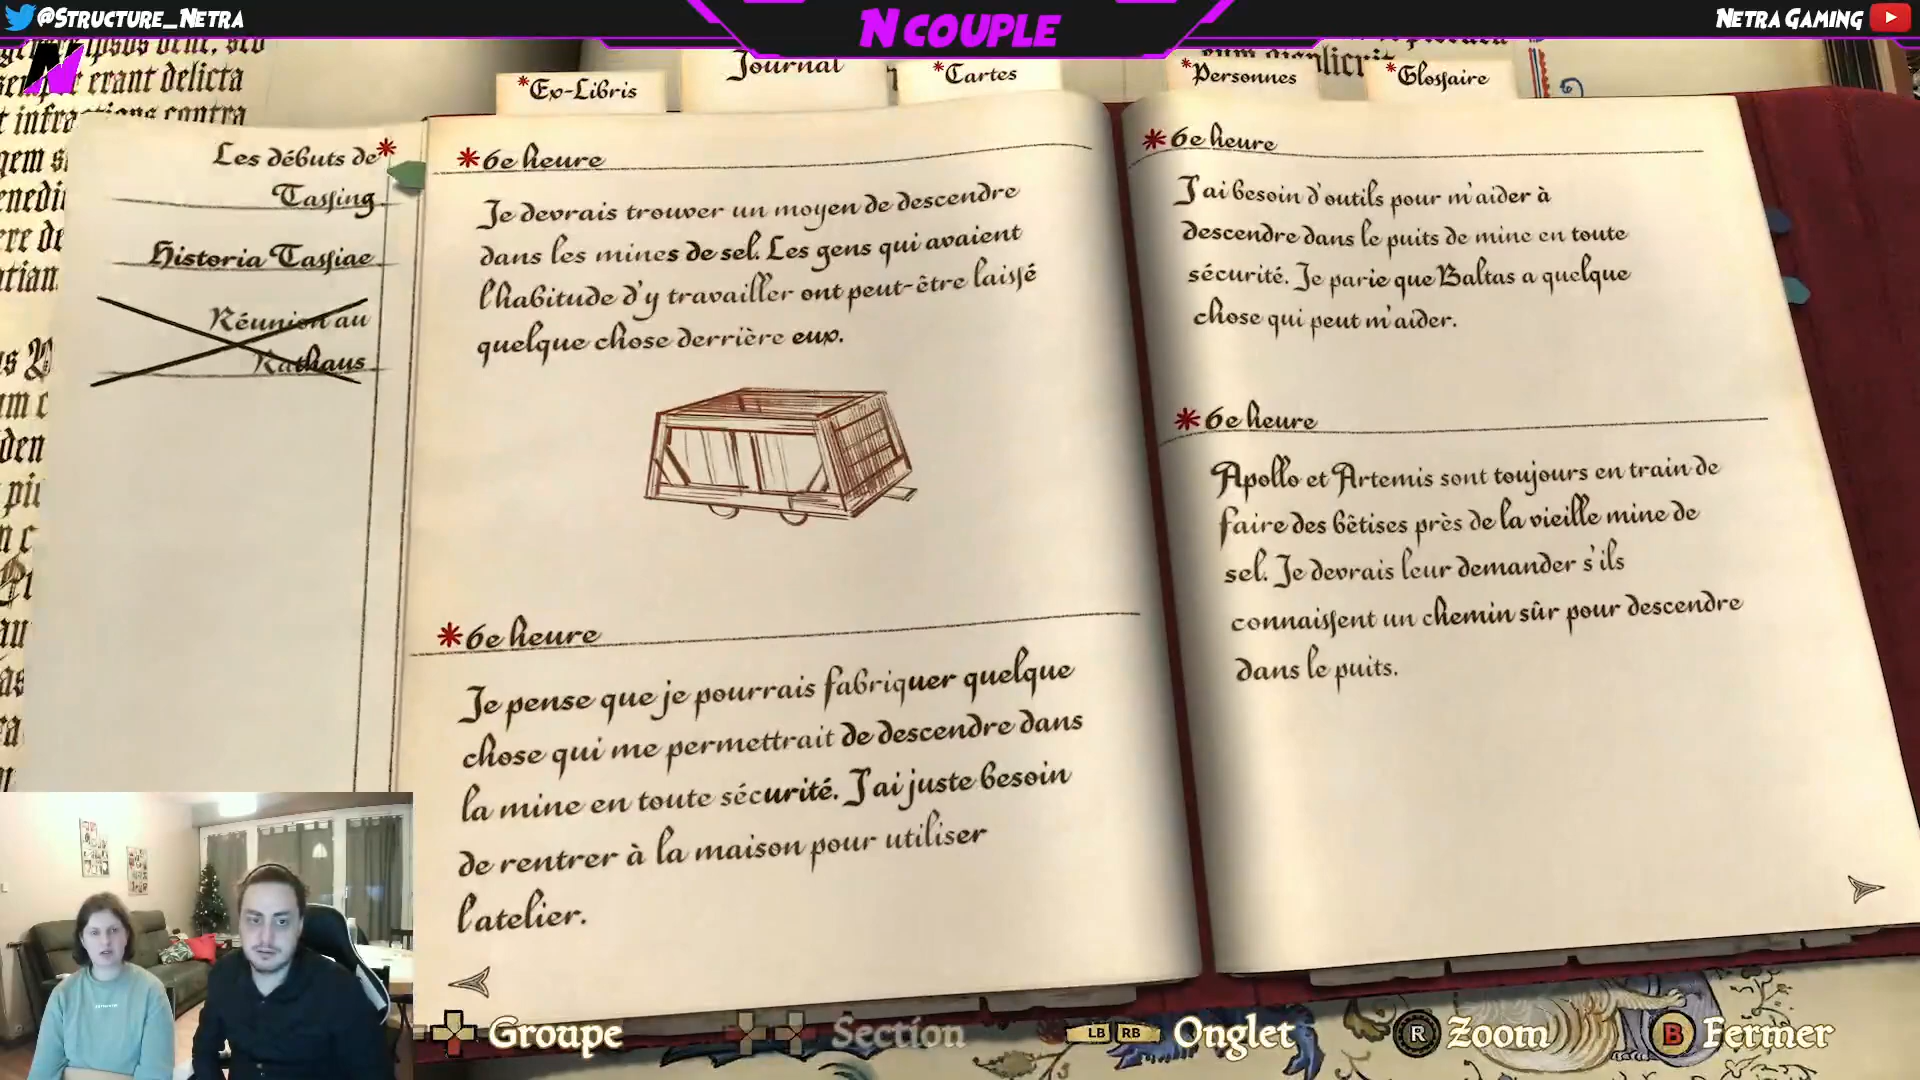 @Structure_Netra
N COUPLE
Netra Gaming
erant delicta
*Ex-Libris
Journal
*Cartes
*Personnes
*Glossaire
Les débuts de*
Tassing
Historia Tassiae
Réunion au
Rathaus
*6e heure
Je devrais trouver un moyen de descendre
dans les mines de sel. Les gens qui avaient
l'habitude d'y travailler ont peut-être laissé
quelque chose derrière eux.
*6e heure
Je pense que je pourrais fabriquer quelque
chose qui me permettrait de descendre dans
la mine en toute sécurité. J'ai juste besoin
de rentrer à la maison pour utiliser
l'atelier.
*6e heure
J'ai besoin d'outils pour m'aider à
descendre dans le puits de mine en toute
sécurité. Je parie que Baltas a quelque
chose qui peut m'aider.
*6e heure
Apollo et Artemis sont toujours en train de
faire des bêtises près de la vieille mine de
sel. Je devrais leur demander s'ils
connaissent un chemin sûr pour descendre
dans le puits.
Groupe
Section
LB RB Onglet
R Zoom
B Fermer